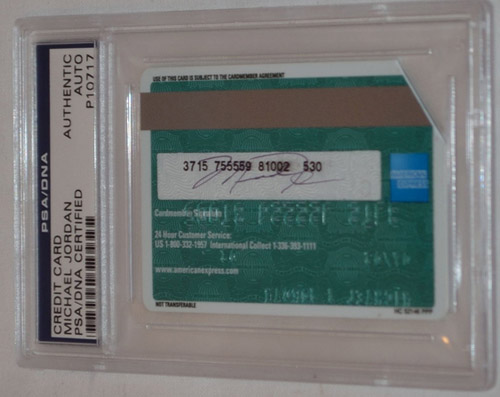 PSA/DNA
CREDIT CARD
MICHAEL JORDAN
PSA/DNA CERTIFIED
AUTHENTIC
AUTO
P10717
USE OF THIS CARD IS SUBJECT TO THE CARDMEMBER AGREEMENT
3715 755559 81002 530
AMERICAN EXPRESS
Cardmember Signature
24 Hour Customer Service:
US 1-800-332-1957 International Collect 1-336-393-1111
www.americanexpress.com
NOT TRANSFERABLE